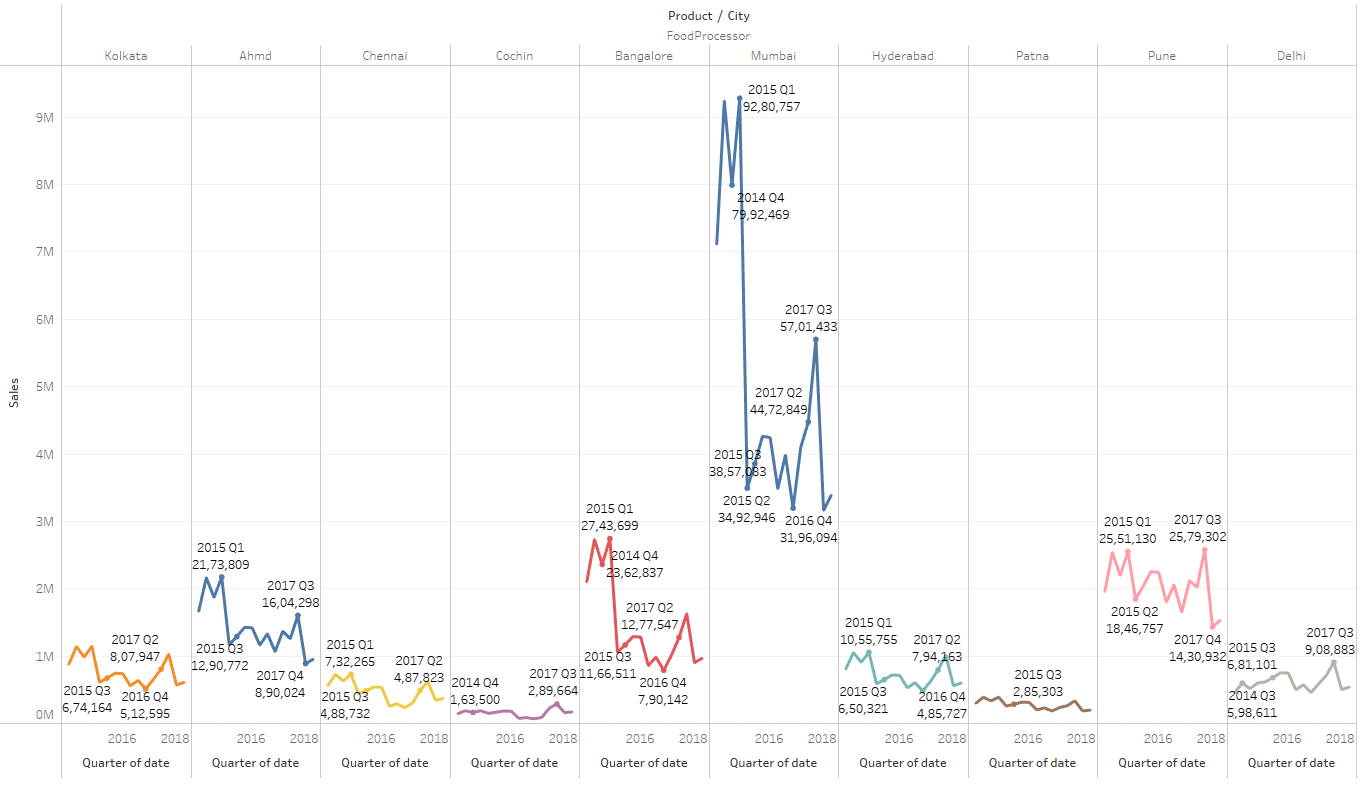 Product / City
FoodProcessor
Kolkata
Ahmd
Chennai
Cochin
Bangalore
Mumbai
Hyderabad
Patna
Pune
Delhi
Sales
9M
8M
7M
6M
5M
4M
3M
2M
1M
0M
2015 Q3
6,74,164
2017 Q2
8,07,947
2016 Q4
5,12,595
2015 Q1
21,73,809
2015 Q3
12,90,772
2017 Q3
16,04,298
2017 Q4
8,90,024
2015 Q1
7,32,265
2015 Q3
4,88,732
2017 Q2
4,87,823
2014 Q4
1,63,500
2017 Q3
2,89,664
2015 Q1
27,43,699
2014 Q4
23,62,837
2015 Q3
11,66,511
2017 Q2
12,77,547
2016 Q4
7,90,142
2015 Q1
92,80,757
2014 Q4
79,92,469
2015 Q3
38,57,083
2015 Q2
34,92,946
2017 Q3
57,01,433
2017 Q2
44,72,849
2016 Q4
31,96,094
2015 Q1
10,55,755
2015 Q3
6,50,321
2017 Q2
7,94,163
2016 Q4
4,85,727
2015 Q3
2,85,303
2015 Q1
25,51,130
2015 Q2
18,46,757
2017 Q3
25,79,302
2017 Q4
14,30,932
2015 Q3
6,81,101
2014 Q3
5,98,611
2017 Q3
9,08,883
2016 2018
2016 2018
2016 2018
2016 2018
2016 2018
2016 2018
2016 2018
2016 2018
2016 2018
2016 2018
Quarter of date
Quarter of date
Quarter of date
Quarter of date
Quarter of date
Quarter of date
Quarter of date
Quarter of date
Quarter of date
Quarter of date